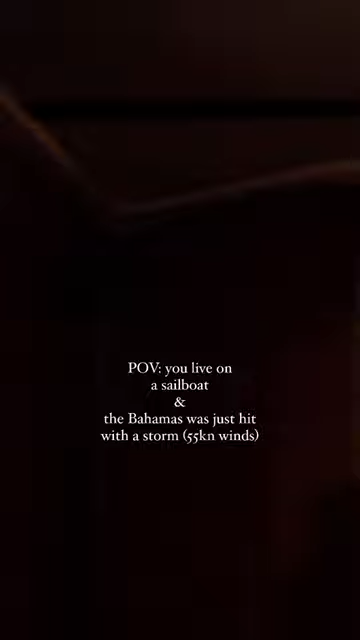 POV: you live on
a sailboat
&
the Bahamas was just hit
with a storm (55kn winds)